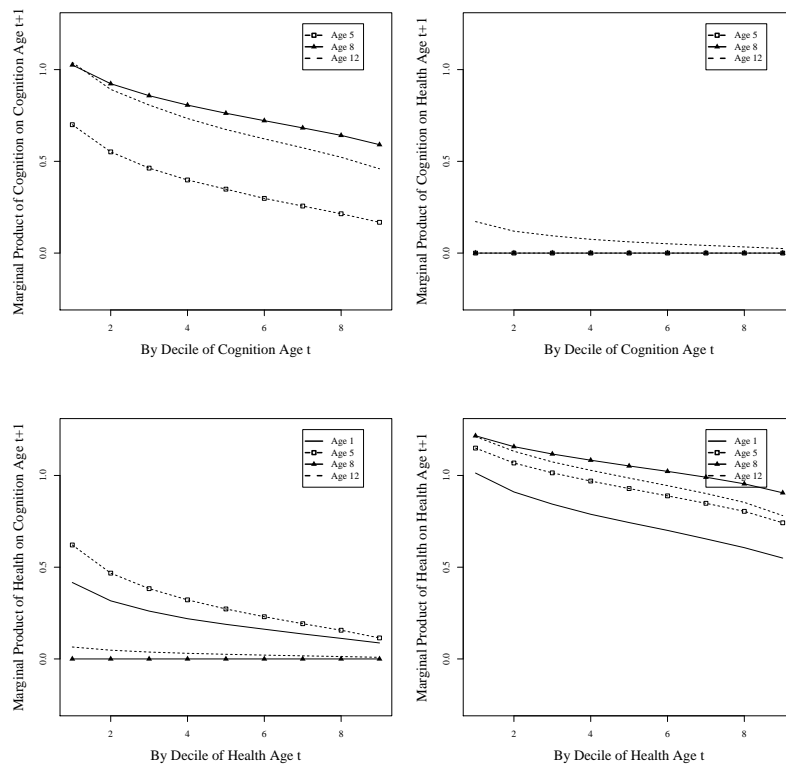 Marginal Product of Cognition on Cognition Age t+1
1.0
0.5
0.0
Age 5
Age 8
Age 12
2 4 6 8
By Decile of Cognition Age t
Marginal Product of Cognition on Health Age t+1
1.0
0.5
0.0
Age 5
Age 8
Age 12
2 4 6 8
By Decile of Cognition Age t
Marginal Product of Health on Cognition Age t+1
1.0
0.5
0.0
Age 1
Age 5
Age 8
Age 12
2 4 6 8
By Decile of Health Age t
Marginal Product of Health on Health Age t+1
1.0
0.5
0.0
Age 1
Age 5
Age 8
Age 12
2 4 6 8
By Decile of Health Age t